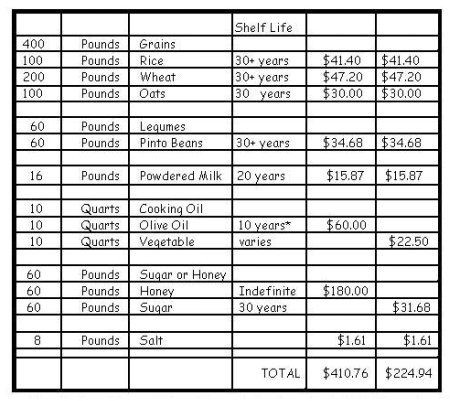 Shelf Life
400 Pounds Grains
100 Pounds Rice 30+ years $41.40 $41.40
200 Pounds Wheat 30+ years $47.20 $47.20
100 Pounds Oats 30 years $30.00 $30.00
60 Pounds Legumes
60 Pounds Pinto Beans 30+ years $34.68 $34.68
16 Pounds Powdered Milk 20 years $15.87 $15.87
10 Quarts Cooking Oil
10 Quarts Olive Oil 10 years* $60.00
10 Quarts Vegetable varies $22.50
60 Pounds Sugar or Honey
60 Pounds Honey Indefinite $180.00
60 Pounds Sugar 30 years $31.68
8 Pounds Salt $1.61 $1.61
TOTAL $410.76 $224.94